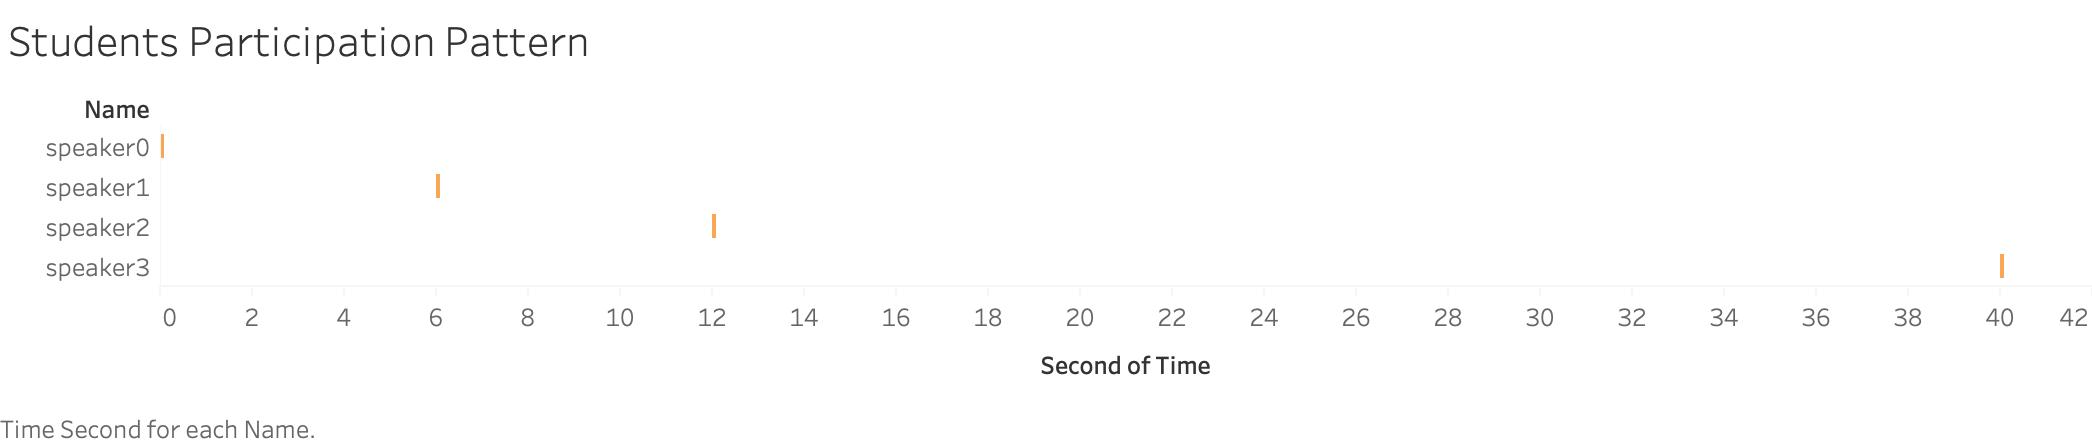 Students Participation Pattern
Name
speaker0
speaker1
speaker2
speaker3
0 2 4 6 8 10 12 14 16 18 20 22 24 26 28 30 32 34 36 38 40 42
Second of Time
Time Second for each Name.